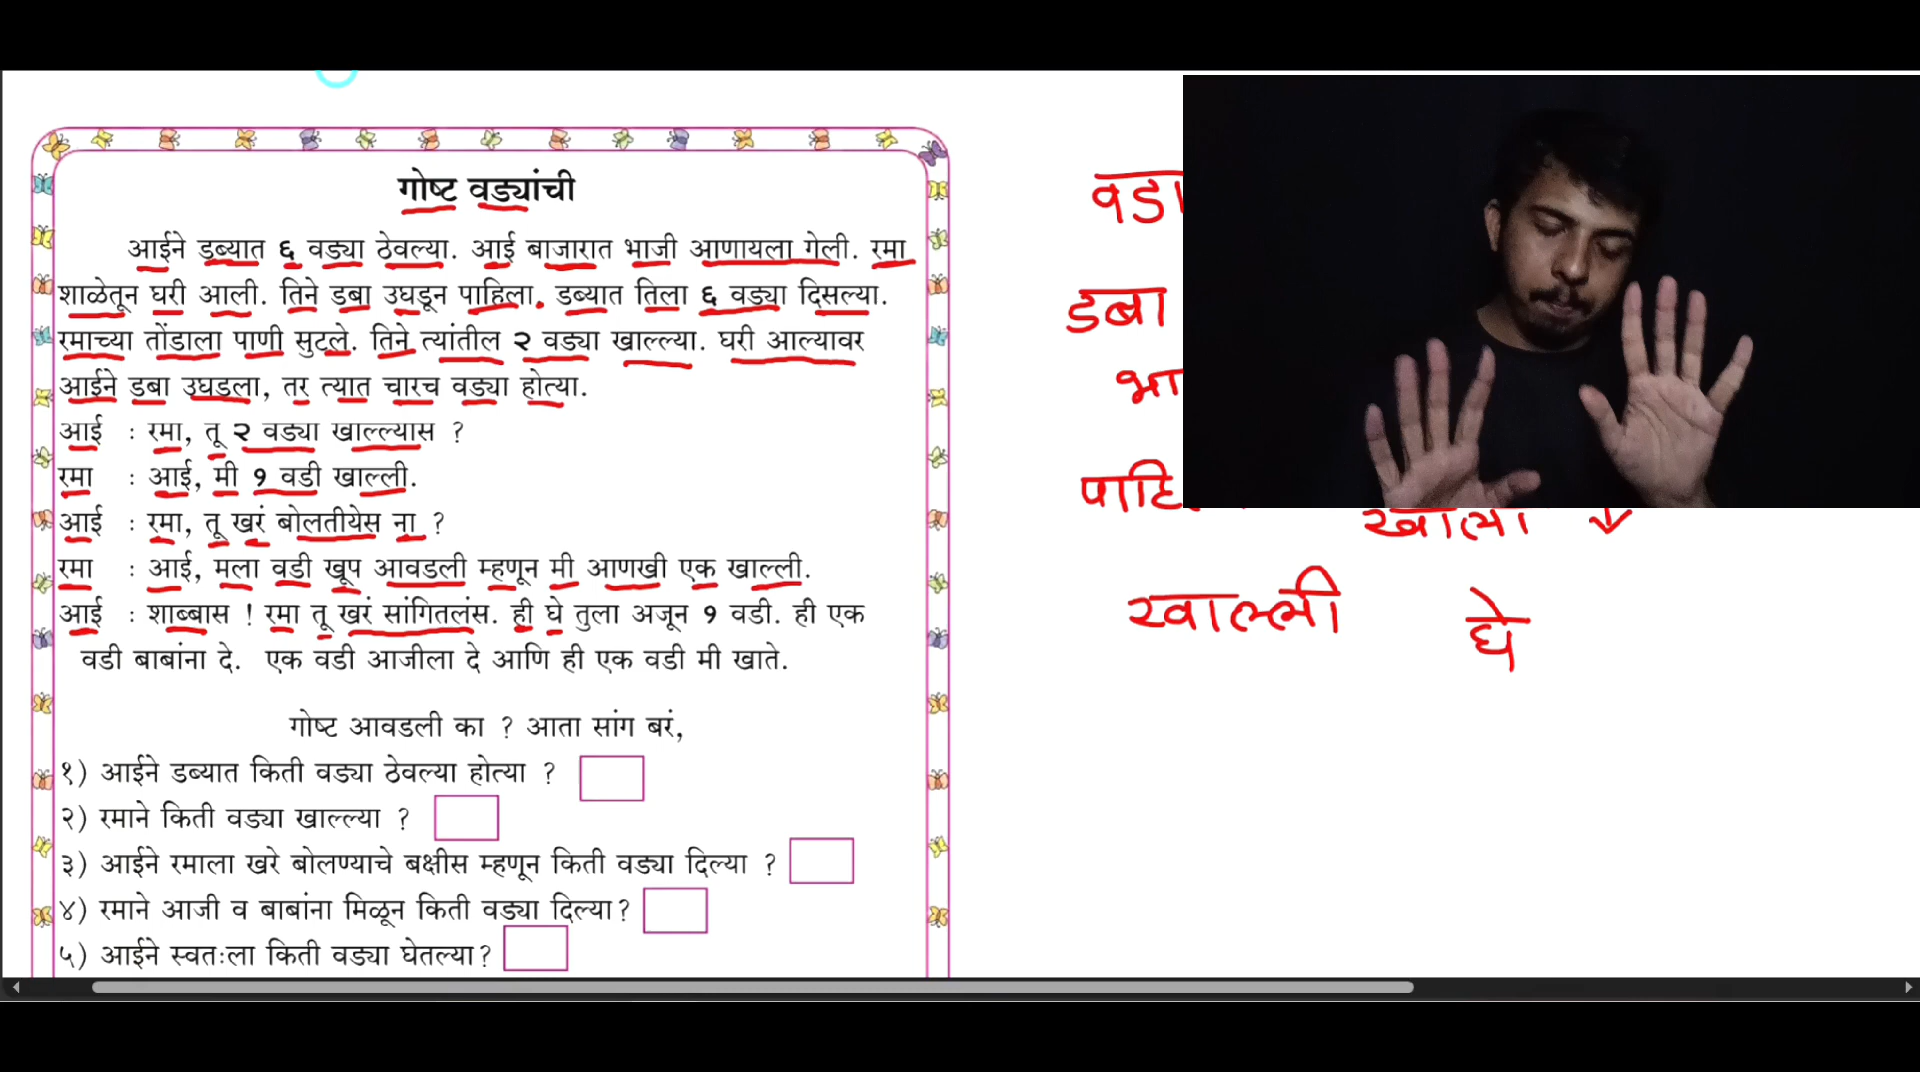 गोष्ट वड्यांची
आईने डब्यात ६ वड्या ठेवल्या. आई बाजारात भाजी आणायला गेली. रमा
शाळेतून घरी आली. तिने डबा उघडून पाहिला. डब्यात तिला ६ वड्या दिसल्या.
रमाच्या तोंडाला पाणी सुटले. तिने त्यांतील २ वड्या खाल्ल्या. घरी आल्यावर
आईने डबा उघडला, तर त्यात चारच वड्या होत्या.
आई : रमा, तू २ वड्या खाल्ल्यास ?
रमा : आई, मी १ वडी खाल्ली.
आई : रमा, तू खरं बोलतीयेस ना ?
रमा : आई, मला वडी खूप आवडली म्हणून मी आणखी एक खाल्ली.
आई : शाब्बास ! रमा तू खरं सांगितलंस. ही घे तुला अजून १ वडी. ही एक
वडी बाबांना दे. एक वडी आजीला दे आणि ही एक वडी मी खाते.
गोष्ट आवडली का ? आता सांग बरं,
१) आईने डब्यात किती वड्या ठेवल्या होत्या ?
२) रमाने किती वड्या खाल्ल्या ?
३) आईने रमाला खरे बोलण्याचे बक्षीस म्हणून किती वड्या दिल्या ?
४) रमाने आजी व बाबांना मिळून किती वड्या दिल्या?
५) आईने स्वतःला किती वड्या घेतल्या?
वडा
डबा
भा
पाहि
खाल्ली घे